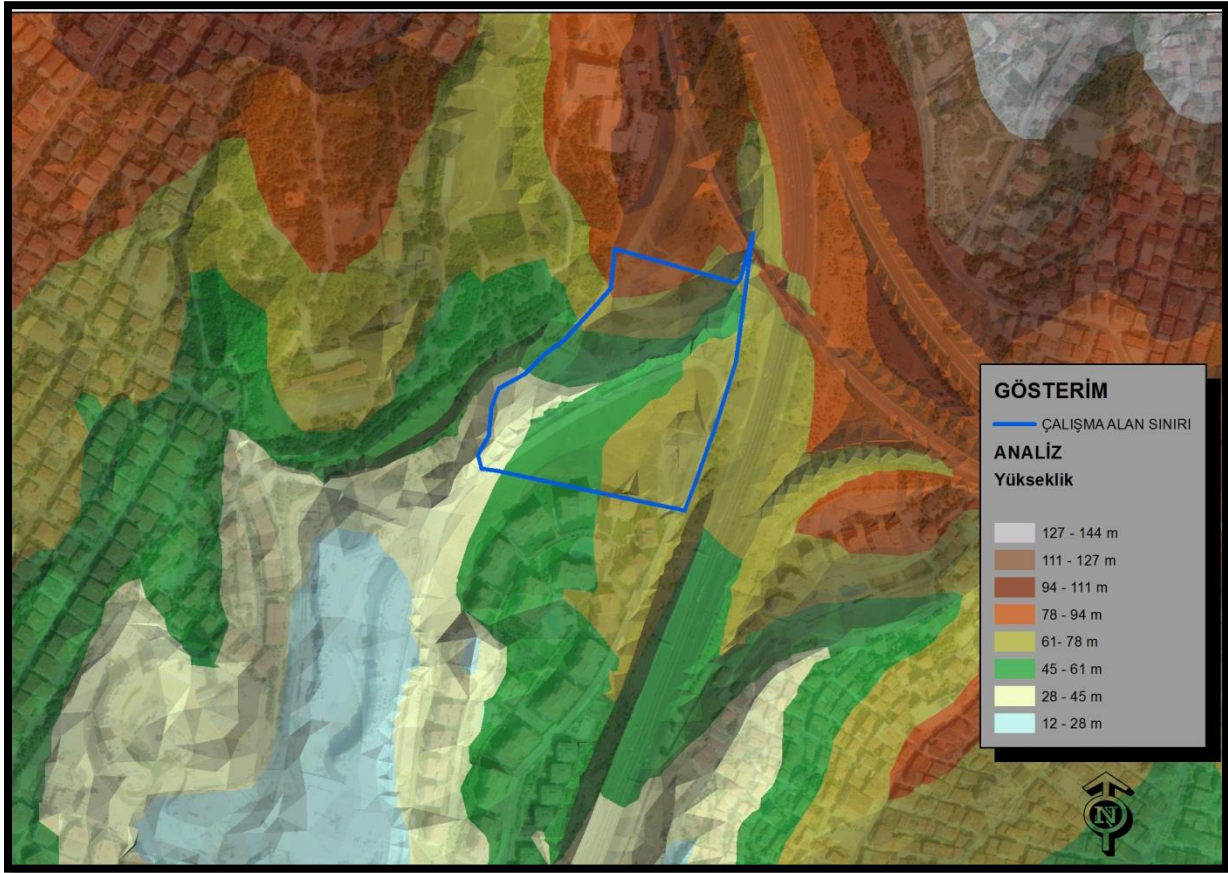 GÖSTERİM
ÇALIŞMA ALAN SINIRI
ANALİZ
Yükseklik
127 - 144 m
111 - 127 m
94 - 111 m
78 - 94 m
61- 78 m
45 - 61 m
28 - 45 m
12 - 28 m
N